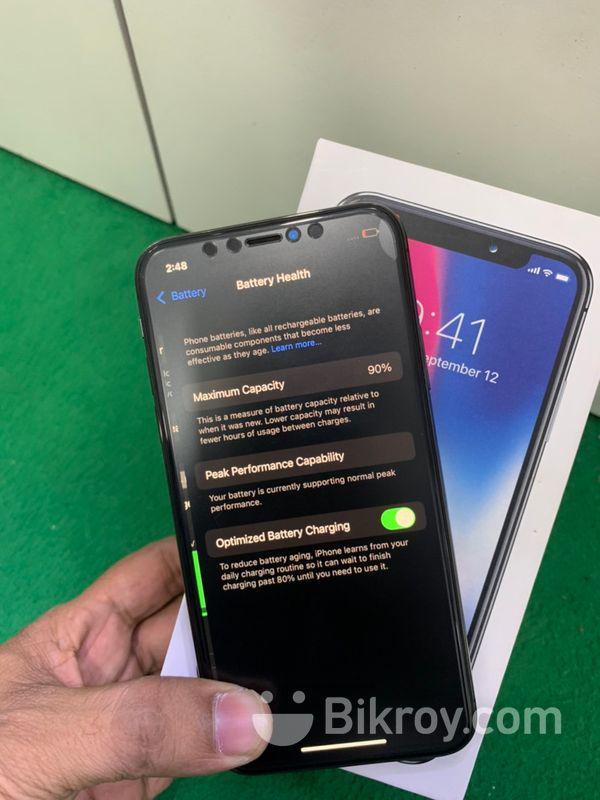 2:48
Battery
Battery Health
Phone batteries, like all rechargeable batteries, are
consumable components that become less
effective as they age. Learn more...
Maximum Capacity 90%
This is a measure of battery capacity relative to
when it was new. Lower capacity may result in
fewer hours of usage between charges.
Peak Performance Capability
Your battery is currently supporting normal peak
performance.
Optimized Battery Charging
To reduce battery aging, iPhone learns from your
daily charging routine so it can wait to finish
charging past 80% until you need to use it.
:41
eptember 12
Bikroy.com